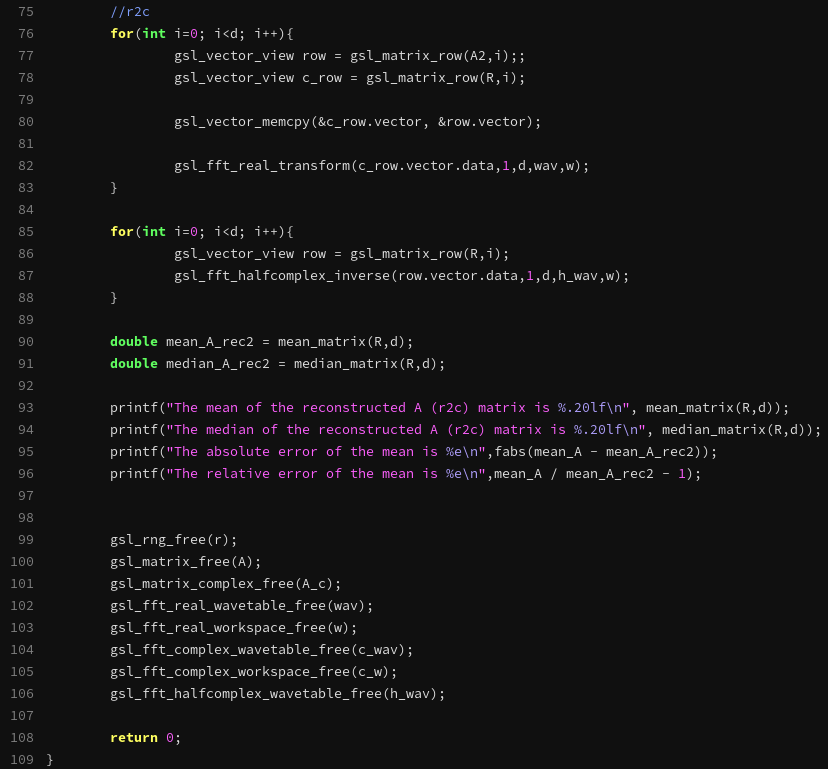 75 //r2c
76 for(int i=0; i<d; i++){
77 gsl_vector_view row = gsl_matrix_row(A2,i);;
78 gsl_vector_view c_row = gsl_matrix_row(R,i);
79
80 gsl_vector_memcpy(&c_row.vector, &row.vector);
81
82 gsl_fft_real_transform(c_row.vector.data,1,d,wav,w);
83 }
84
85 for(int i=0; i<d; i++){
86 gsl_vector_view row = gsl_matrix_row(R,i);
87 gsl_fft_halfcomplex_inverse(row.vector.data,1,d,h_wav,w);
88 }
89
90 double mean_A_rec2 = mean_matrix(R,d);
91 double median_A_rec2 = median_matrix(R,d);
92
93 printf("The mean of the reconstructed A (r2c) matrix is %.20lf\n", mean_matrix(R,d));
94 printf("The median of the reconstructed A (r2c) matrix is %.20lf\n", median_matrix(R,d));
95 printf("The absolute error of the mean is %e\n",fabs(mean_A - mean_A_rec2));
96 printf("The relative error of the mean is %e\n",mean_A / mean_A_rec2 - 1);
97
98
99 gsl_rng_free(r);
100 gsl_matrix_free(A);
101 gsl_matrix_complex_free(A_c);
102 gsl_fft_real_wavetable_free(wav);
103 gsl_fft_real_workspace_free(w);
104 gsl_fft_complex_wavetable_free(c_wav);
105 gsl_fft_complex_workspace_free(c_w);
106 gsl_fft_halfcomplex_wavetable_free(h_wav);
107
108 return 0;
109 }